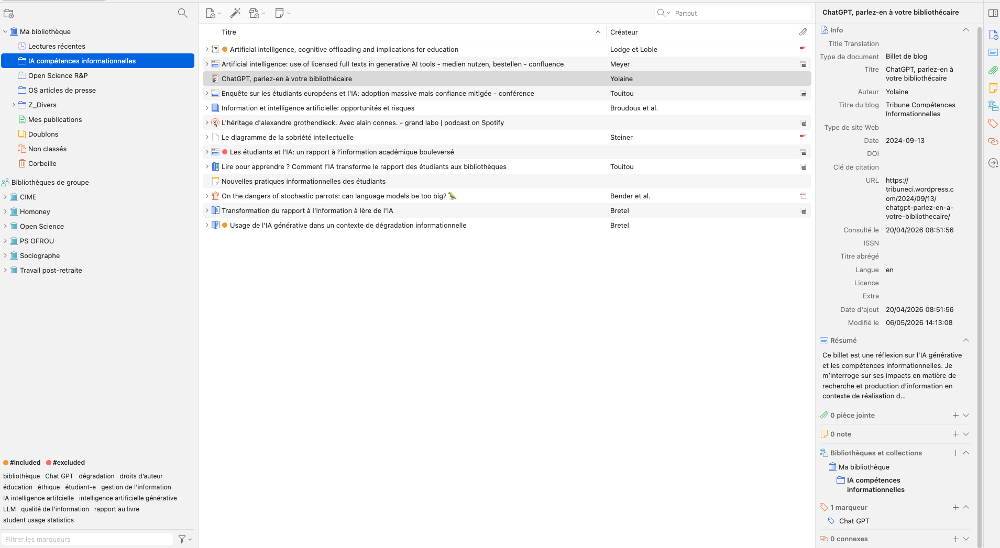 Ma bibliothèque
Lectures récentes
IA compétences informationnelles
Open Science R&P
OS articles de presse
Z_Divers
Mes publications
Doublons
Non classés
Corbeille
Bibliothèques de groupe
CIME
Homoney
Open Science
PS OFROU
Sociographe
Travail post-retraite
#included #excluded
bibliothèque Chat GPT dégradation droits d’auteur
éducation éthique étudiant-e gestion de l'information
IA intelligence artifcielle intelligence artificielle générative
LLM qualité de l'information rapport au livre
student usage statistics
Filtrer les marqueurs
Partout
Titre Créateur
Artificial intelligence, cognitive offloading and implications for education Lodge et Loble
Artificial intelligence: use of licensed full texts in generative AI tools - medien nutzen, bestellen - confluence Meyer
ChatGPT, parlez-en à votre bibliothécaire Yolaine
Enquête sur les étudiants européens et l'IA: adoption massive mais confiance mitigée - conférence Touitou
Information et intelligence artificielle: opportunités et risques Broudoux et al.
L'héritage d'alexandre grothendieck. Avec alain connes. - grand labo | podcast on Spotify
Le diagramme de la sobriété intellectuelle Steiner
Les étudiants et l’IA: un rapport à l’information académique bouleversé
Lire pour apprendre ? Comment l’IA transforme le rapport des étudiants aux bibliothèques Touitou
Nouvelles pratiques informationnelles des étudiants
On the dangers of stochastic parrots: can language models be too big? 🦜 Bender et al.
Transformation du rapport à l'information à lère de l'IA Bretel
Usage de l’IA générative dans un contexte de dégradation informationnelle Bretel
ChatGPT, parlez-en à votre bibliothécaire
Info
Title Translation
Type de document Billet de blog
Titre ChatGPT, parlez-en à
votre bibliothécaire
Auteur Yolaine
Titre du blog Tribune Compétences
Informationnelles
Type de site Web
Date 2024-09-13
DOI
Clé de citation
URL https://
tribuneci.wordpress.c
om/2024/09/13/
chatgpt-parlez-en-a-
votre-bibliothecaire/
Consulté le 20/04/2026 08:51:56
ISSN
Titre abrégé
Langue en
Licence
Extra
Date d'ajout 20/04/2026 08:51:56
Modifié le 06/05/2026 14:13:08
Résumé
Ce billet est une réflexion sur l’IA générative
et les compétences informationnelles. Je
m’interroge sur ses impacts en matière de
recherche et production d’information en
contexte de réalisation d…
0 pièce jointe
0 note
Bibliothèques et collections
Ma bibliothèque
IA compétences
informationnelles
1 marqueur
Chat GPT
0 connexes